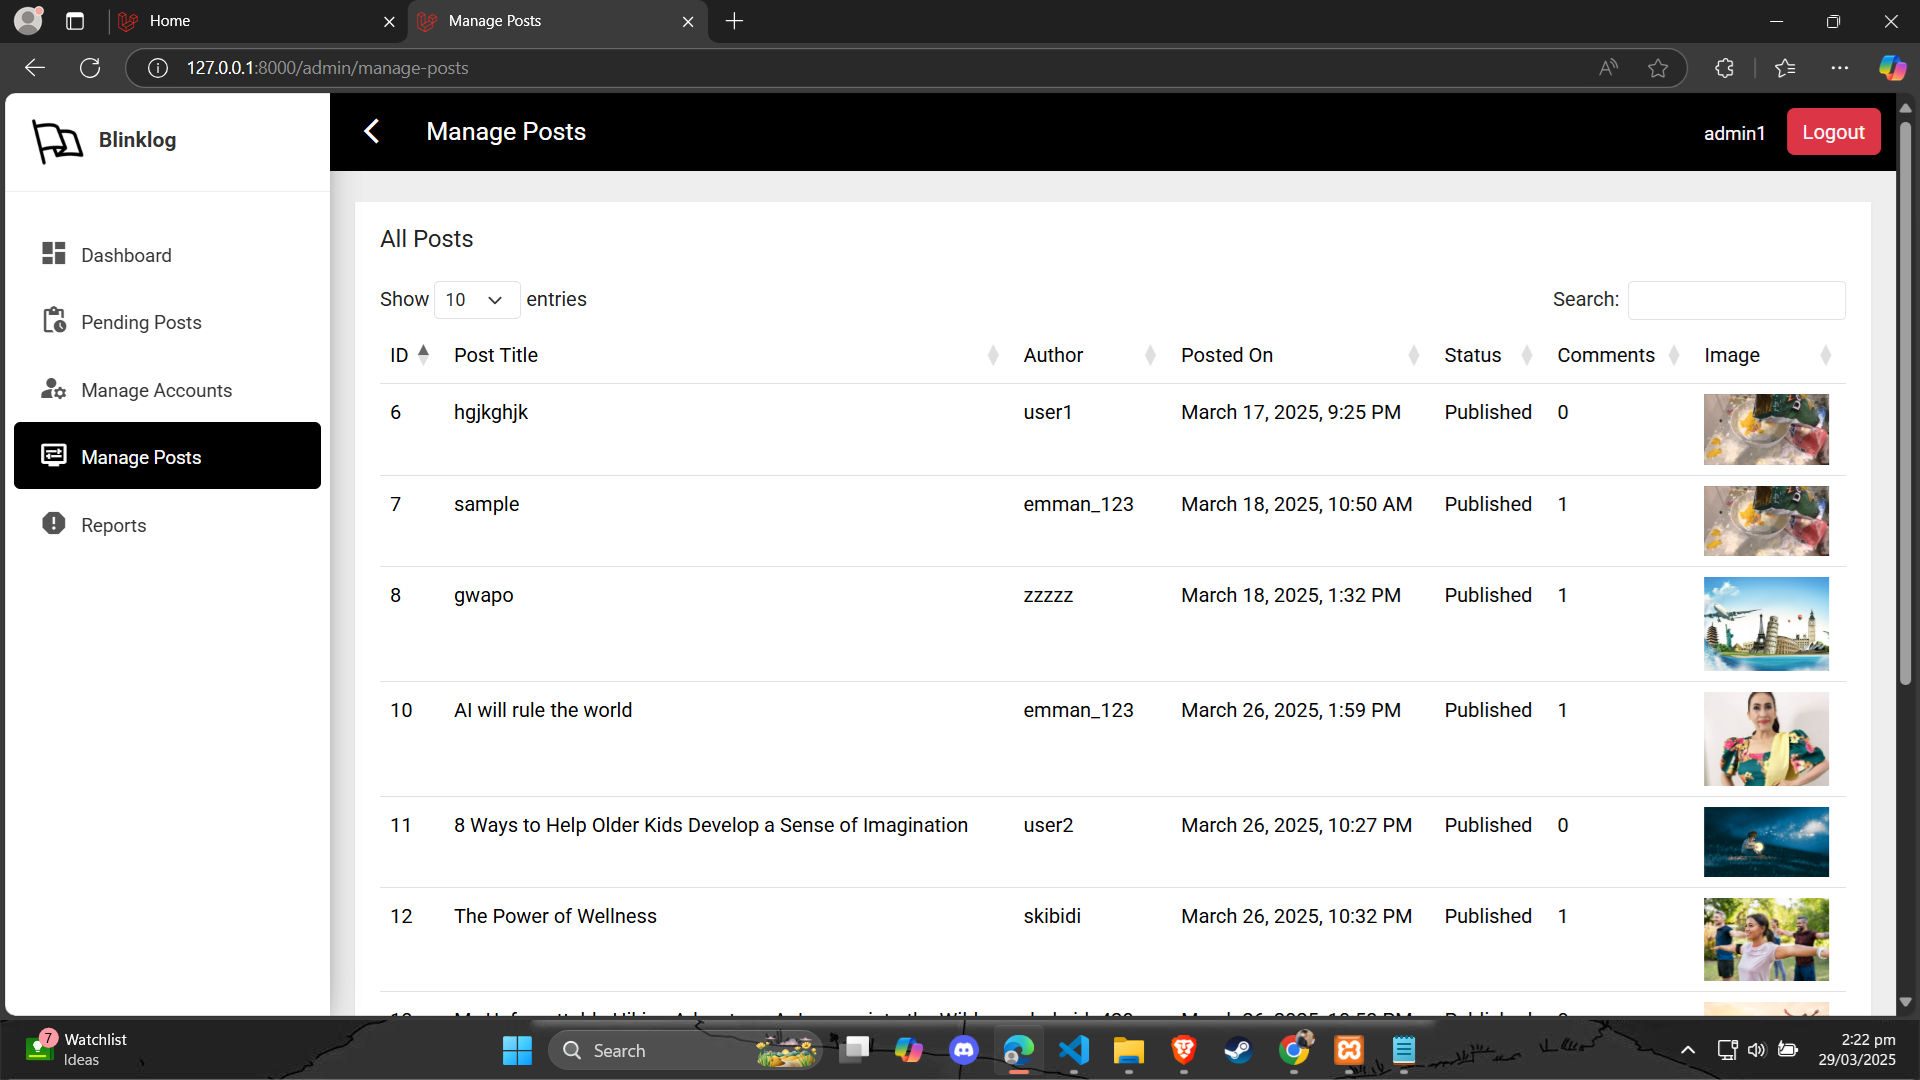 Home
Manage Posts
127.0.0.1:8000/admin/manage-posts
Blinklog
Manage Posts
admin1
Logout
Dashboard
Pending Posts
Manage Accounts
Manage Posts
Reports
All Posts
Show 10 entries
Search:
ID Post Title Author Posted On Status Comments Image
6 hgjkghjk user1 March 17, 2025, 9:25 PM Published 0
7 sample emman_123 March 18, 2025, 10:50 AM Published 1
8 gwapo zzzzz March 18, 2025, 1:32 PM Published 1
10 AI will rule the world emman_123 March 26, 2025, 1:59 PM Published 1
11 8 Ways to Help Older Kids Develop a Sense of Imagination user2 March 26, 2025, 10:27 PM Published 0
12 The Power of Wellness skibidi March 26, 2025, 10:32 PM Published 1
7
Watchlist
Ideas
Search
2:22 pm
29/03/2025